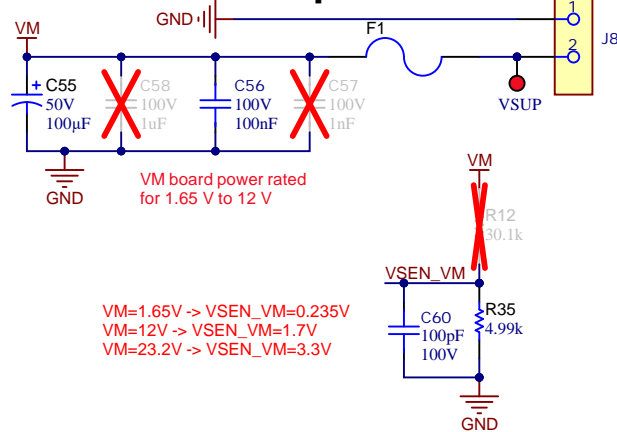 GND
1
F1
J8
2
VM
VSUP
C55
50V
100µF
C58
100V
1uF
C56
100V
100nF
C57
100V
1nF
GND
VM board power rated
for 1.65 V to 12 V
VM
R12
30.1k
VSEN_VM
VM=1.65V -> VSEN_VM=0.235V
VM=12V -> VSEN_VM=1.7V
VM=23.2V -> VSEN_VM=3.3V
C60
100pF
100V
R35
4.99k
GND